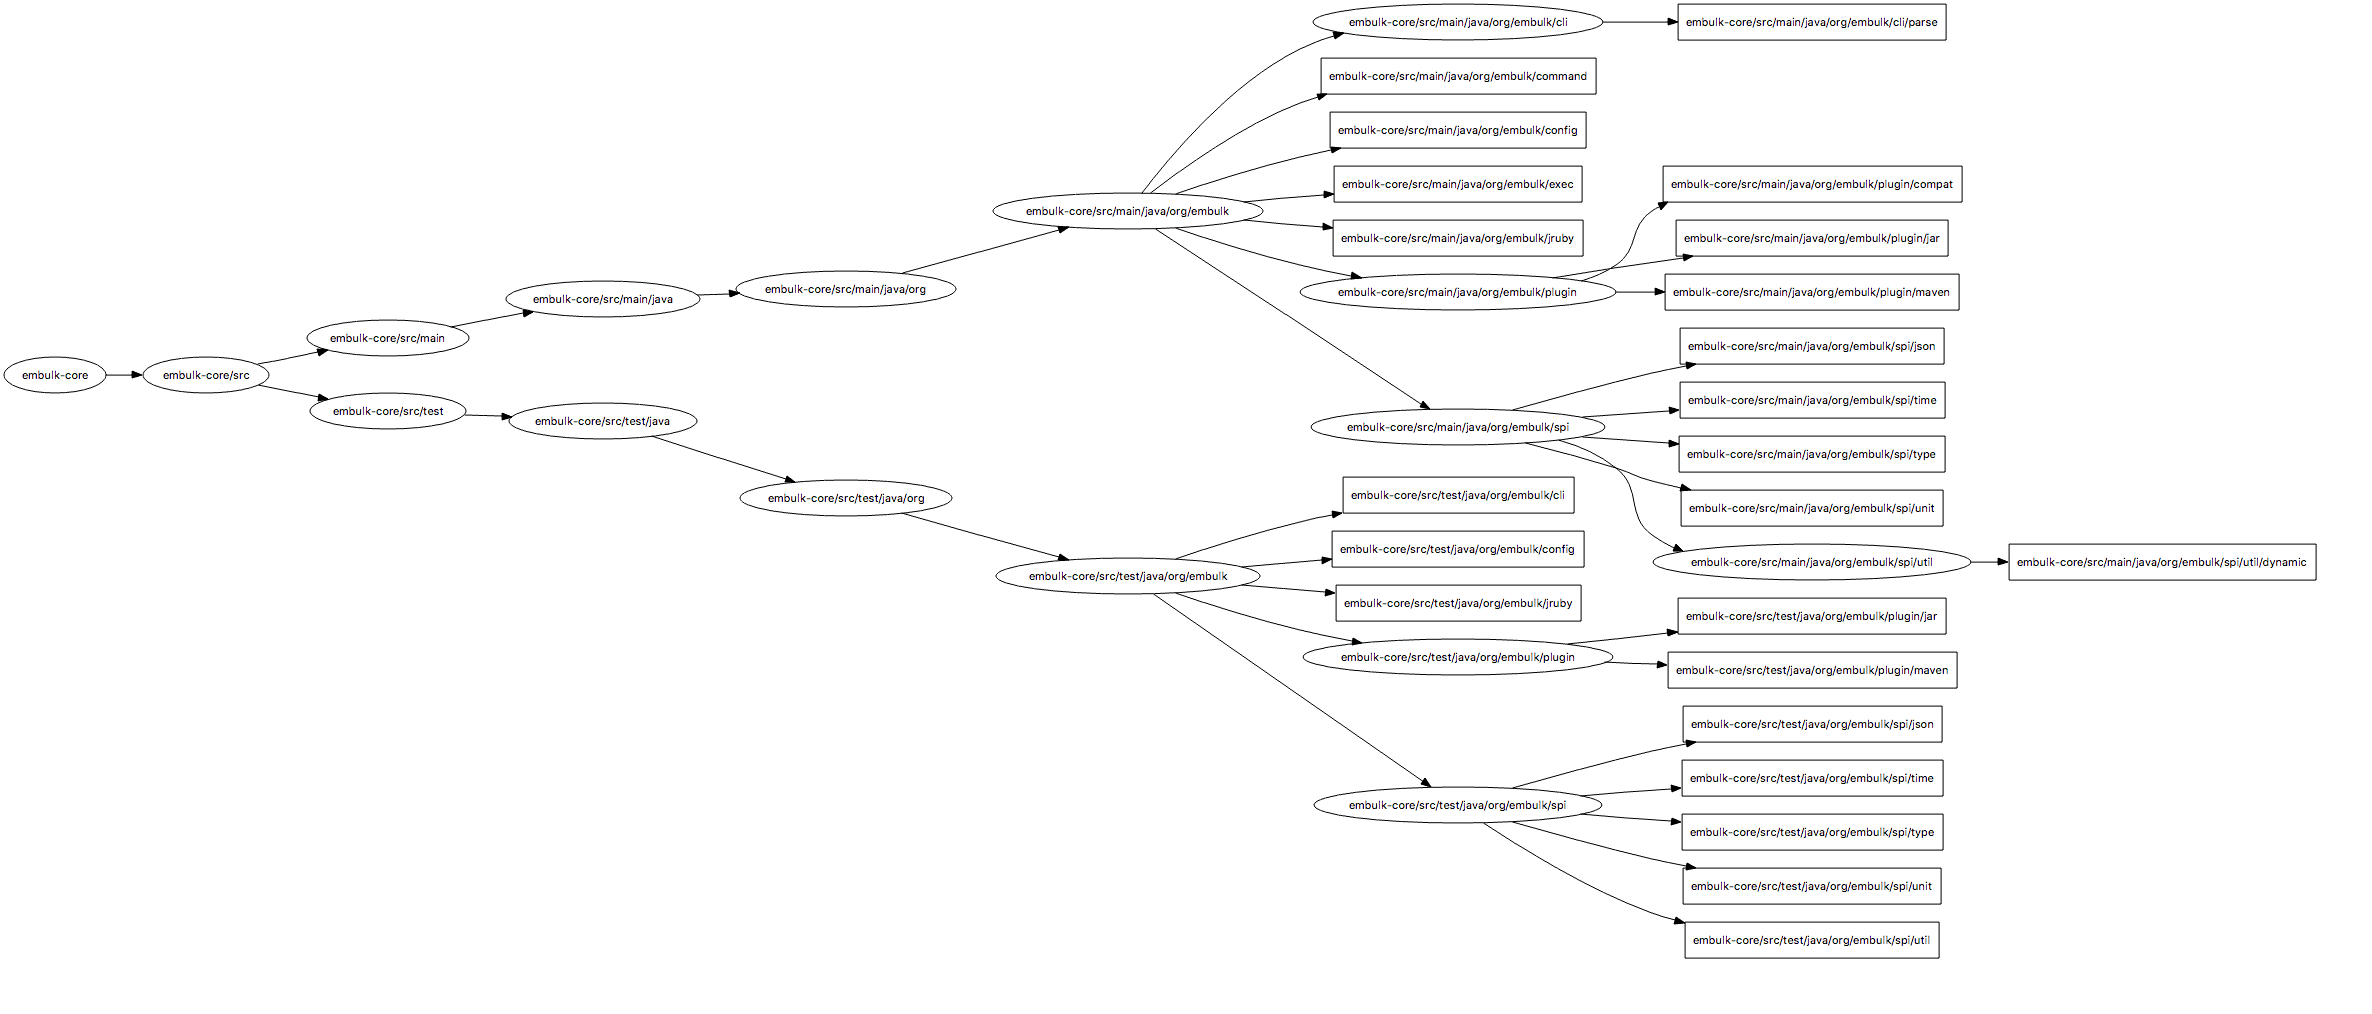 embulk-core
embulk-core/src
embulk-core/src/main
embulk-core/src/test
embulk-core/src/main/java
embulk-core/src/test/java
embulk-core/src/main/java/org
embulk-core/src/test/java/org
embulk-core/src/main/java/org/embulk
embulk-core/src/test/java/org/embulk
embulk-core/src/main/java/org/embulk/cli
embulk-core/src/main/java/org/embulk/command
embulk-core/src/main/java/org/embulk/config
embulk-core/src/main/java/org/embulk/exec
embulk-core/src/main/java/org/embulk/jruby
embulk-core/src/main/java/org/embulk/plugin
embulk-core/src/main/java/org/embulk/spi
embulk-core/src/test/java/org/embulk/cli
embulk-core/src/test/java/org/embulk/config
embulk-core/src/test/java/org/embulk/jruby
embulk-core/src/test/java/org/embulk/plugin
embulk-core/src/test/java/org/embulk/spi
embulk-core/src/main/java/org/embulk/cli/parse
embulk-core/src/main/java/org/embulk/plugin/compat
embulk-core/src/main/java/org/embulk/plugin/jar
embulk-core/src/main/java/org/embulk/plugin/maven
embulk-core/src/main/java/org/embulk/spi/json
embulk-core/src/main/java/org/embulk/spi/time
embulk-core/src/main/java/org/embulk/spi/type
embulk-core/src/main/java/org/embulk/spi/unit
embulk-core/src/main/java/org/embulk/spi/util
embulk-core/src/test/java/org/embulk/plugin/jar
embulk-core/src/test/java/org/embulk/plugin/maven
embulk-core/src/test/java/org/embulk/spi/json
embulk-core/src/test/java/org/embulk/spi/time
embulk-core/src/test/java/org/embulk/spi/type
embulk-core/src/test/java/org/embulk/spi/unit
embulk-core/src/test/java/org/embulk/spi/util
embulk-core/src/main/java/org/embulk/spi/util/dynamic